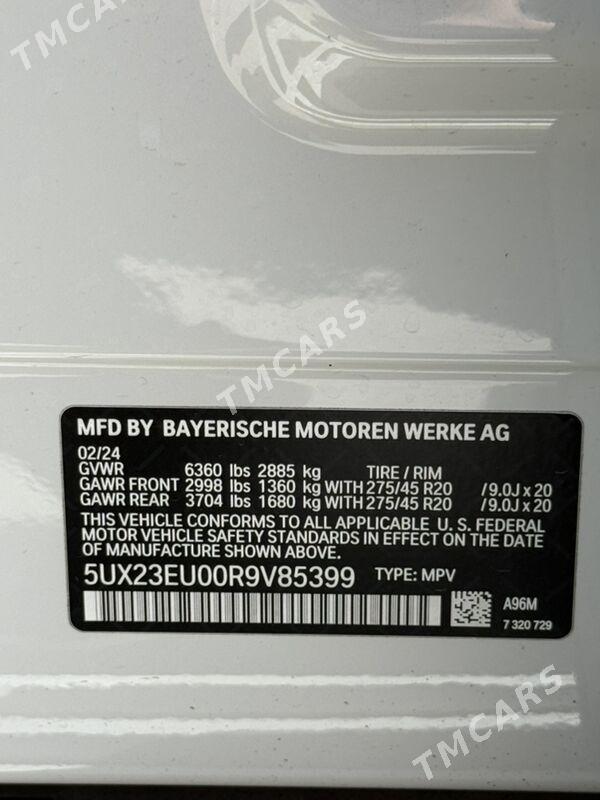 TMCARS
MFD BY BAYERISCHE MOTOREN WERKE AG
02/24
GVWR 6360 lbs 2885 kg TIRE / RIM
GAWR FRONT 2998 lbs 1360 kg WITH 275/45 R20 /9.0J x 20
GAWR REAR 3704 lbs 1680 kg WITH 275/45 R20 /9.0J x 20
THIS VEHICLE CONFORMS TO ALL APPLICABLE U. S. FEDERAL
MOTOR VEHICLE SAFETY STANDARDS IN EFFECT ON THE DATE
OF MANUFACTURE SHOWN ABOVE.
5UX23EU00R9V85399 TYPE: MPV
A96M
7 320 729
TMCARS
TMCARS